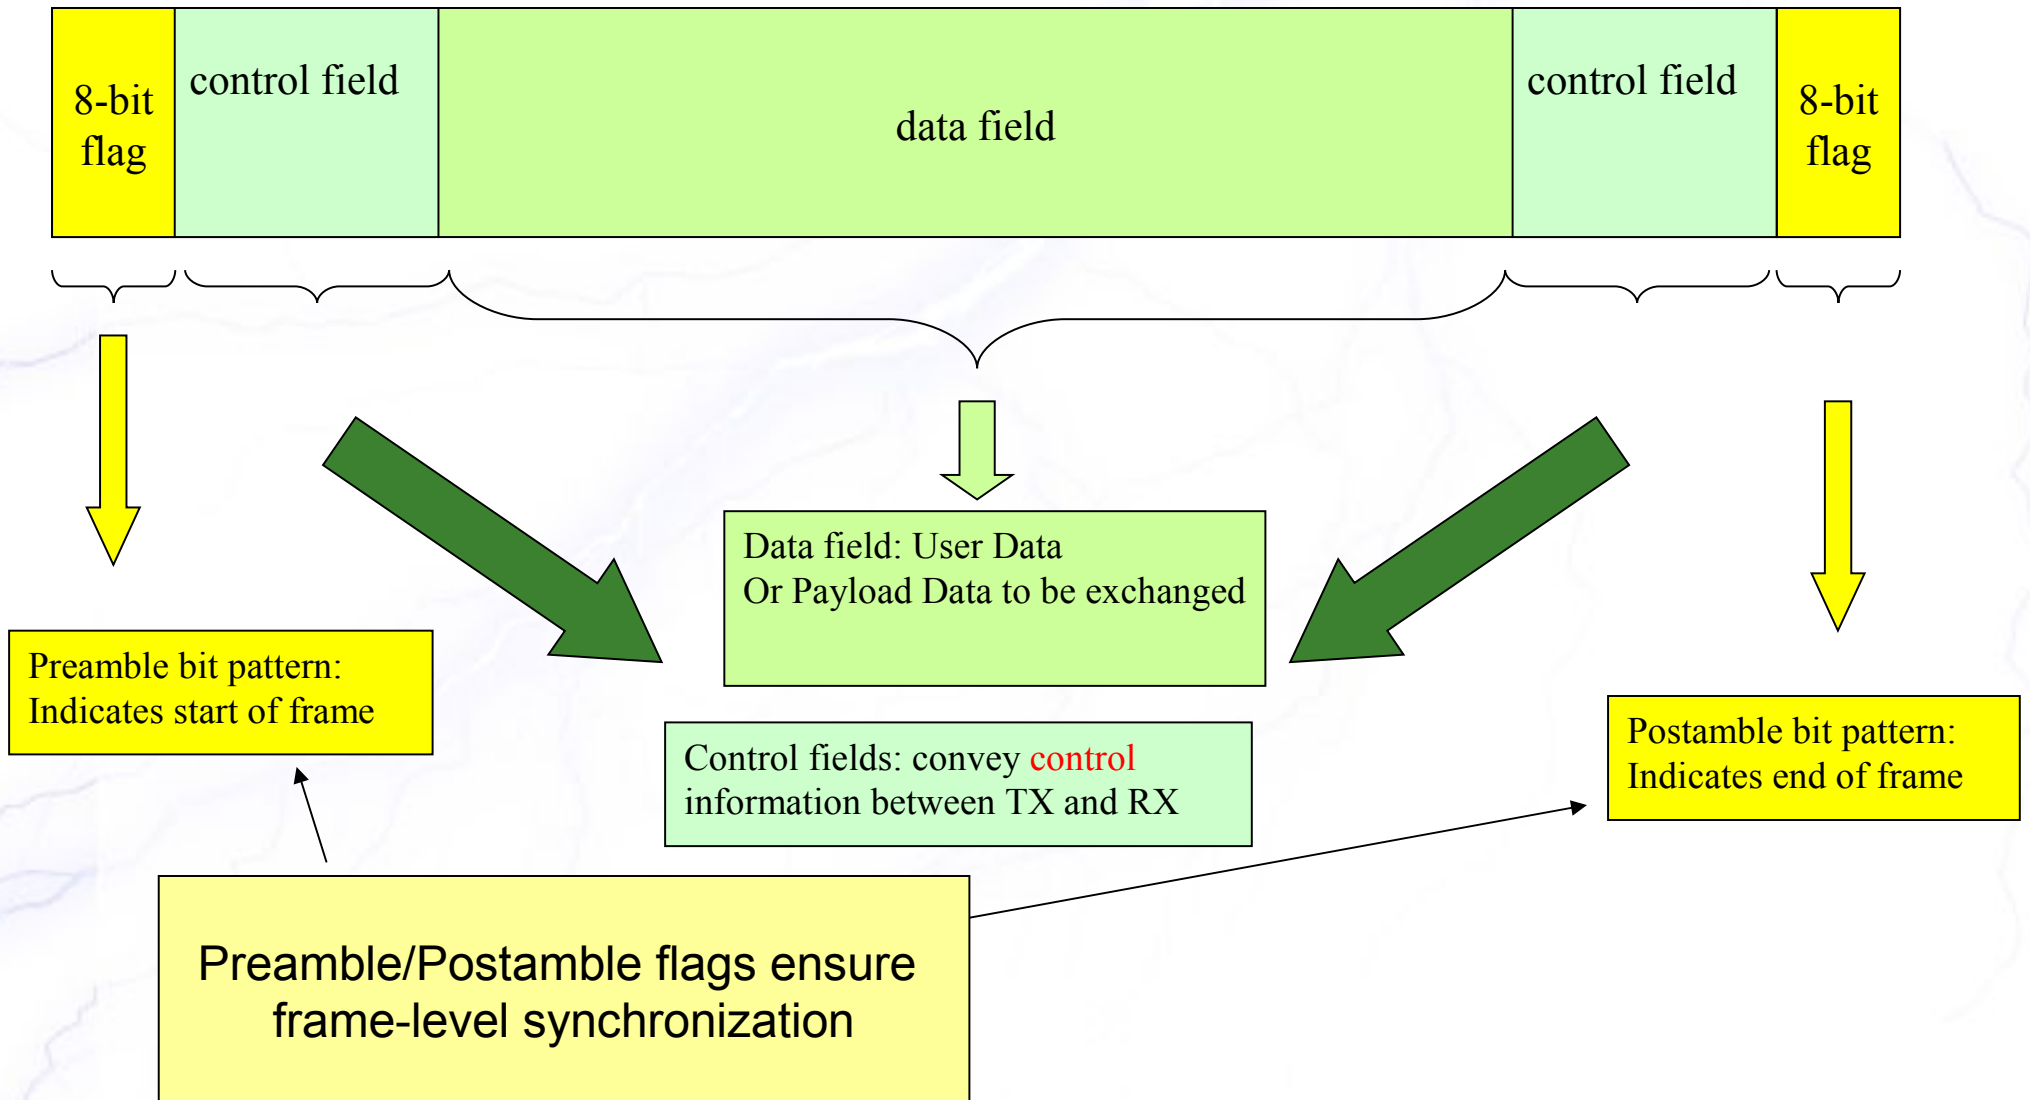 8-bit
flag
control field
data field
control field
8-bit
flag
Data field: User Data
Or Payload Data to be exchanged
Preamble bit pattern:
Indicates start of frame
Control fields: convey control
information between TX and RX
Postamble bit pattern:
Indicates end of frame
Preamble/Postamble flags ensure
frame-level synchronization